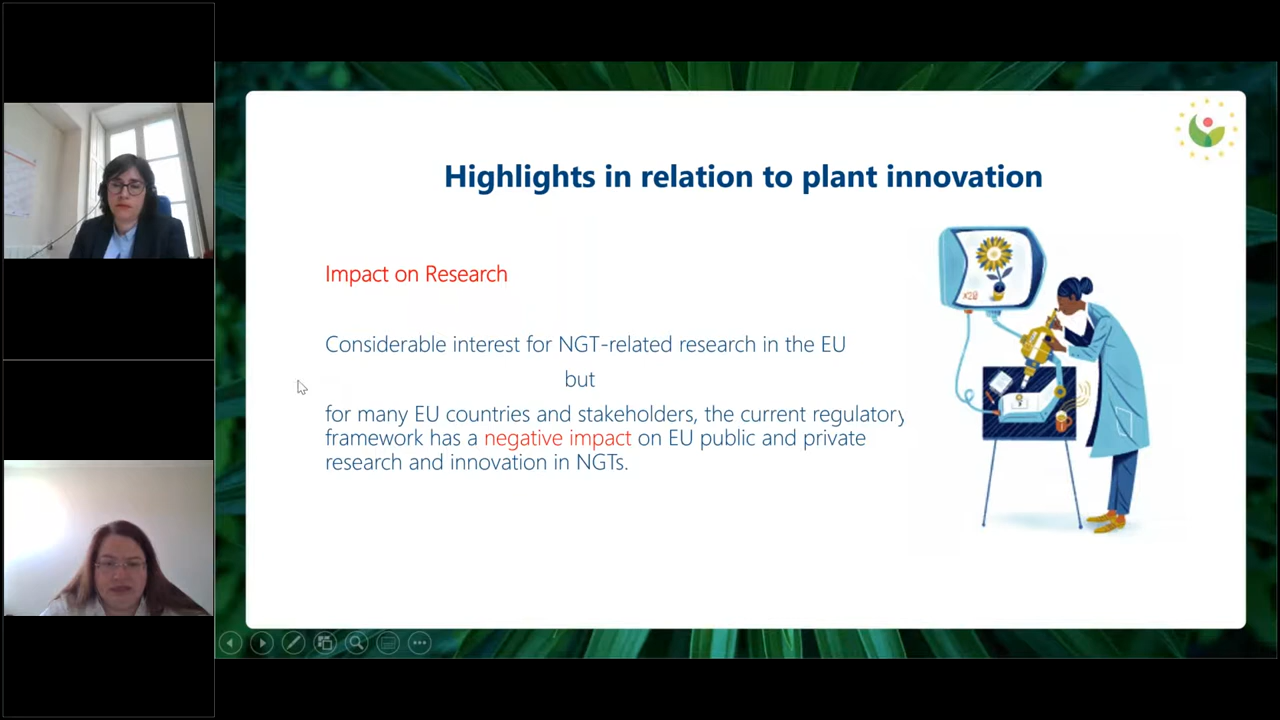 Highlights in relation to plant innovation
Impact on Research
Considerable interest for NGT-related research in the EU
but
for many EU countries and stakeholders, the current regulatory
framework has a negative impact on EU public and private
research and innovation in NGTs.
x20